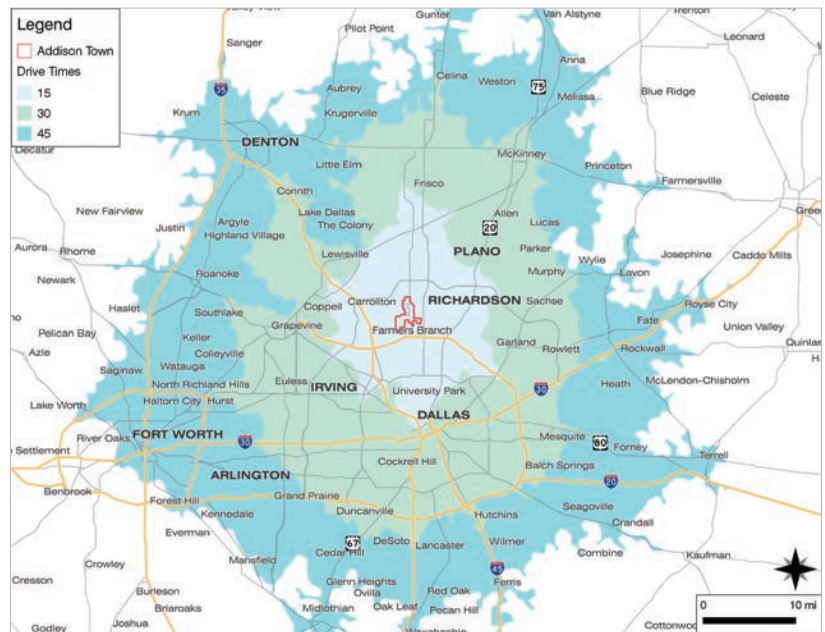 Legend
Addison Town
Drive Times
15
30
45
Gunter
Van Alstyne
Trenton
Leonard
Pilot Point
Sanger
Celina
Weston
Anna
75
Melissa
Blue Ridge
Celeste
35
Aubrey
Krugerville
Krum
DENTON
Decatur
McKinney
Princeton
Farmersville
Little Elm
Frisco
Corinth
New Fairview
Justin
Argyle
Lake Dallas
The Colony
Highland Village
Allen
20
Lucas
Aurora
Rhome
Lewisville
PLANO
Parker
Wylie
Josephine
Caddo Mills
Murphy
Lavon
Newark
Roanoke
Haslet
Southlake
Coppell
Carrollton
RICHARDSON
Sachse
Royse City
Pelican Bay
Grapevine
Farmers Branch
Fate
Union Valley
Azle
Keller
Colleyville
Garland
Rowlett
Rockwall
Saginaw
Watauga
North Richland Hills
Euless
IRVING
University Park
30
Heath
McLendon-Chisholm
Lake Worth
Haltom City
Hurst
DALLAS
River Oaks
FORT WORTH
30
Mesquite
80
Forney
Terrell
Settlement
Cockrell Hill
Balch Springs
ARLINGTON
20
Benbrook
Forest Hill
Grand Prairie
Seagoville
Kennedale
Duncanville
Hutchins
Crandall
Everman
67
DeSoto
Lancaster
Wilmer
Combine
Kaufman
Mansfield
Cedar Hill
Crowley
45
Ferris
Cresson
Glenn Heights
Ovilla
Red Oak
Burleson
Briaroaks
Midlothian
Oak Leaf
Pecan Hill
Godley
Joshua
0
10 mi